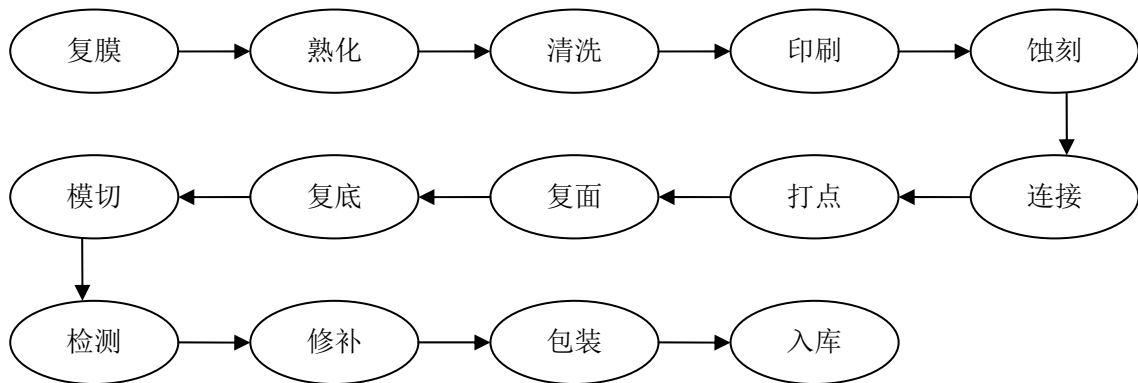 复膜 熟化 清洗 印刷 蚀刻
模切 复底 复面 打点 连接
检测 修补 包装 入库